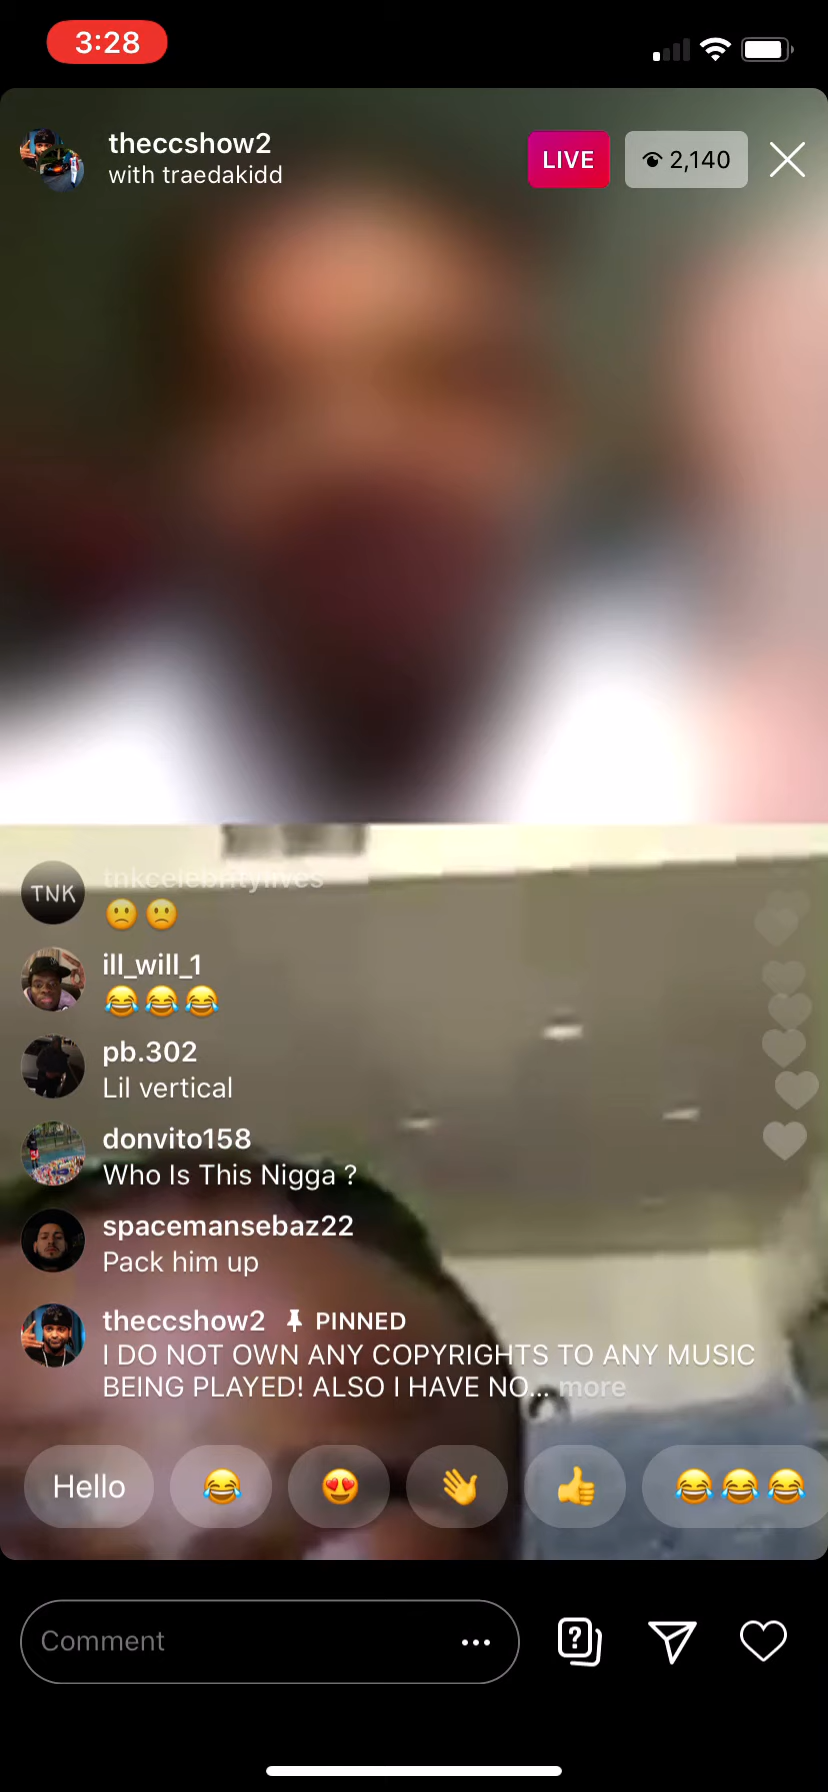 3:28
theccshow2
with traedakidd
LIVE
2,140
TNK
tnkcelebritylives
🙁🙁
ill_will_1
😂😂😂
pb.302
Lil vertical
donvito158
Who Is This Nigga ?
spacemansebaz22
Pack him up
theccshow2 📌 PINNED
I DO NOT OWN ANY COPYRIGHTS TO ANY MUSIC
BEING PLAYED! ALSO I HAVE NO... more
Hello 😂 😍 👋 👍 😂😂😂
Comment